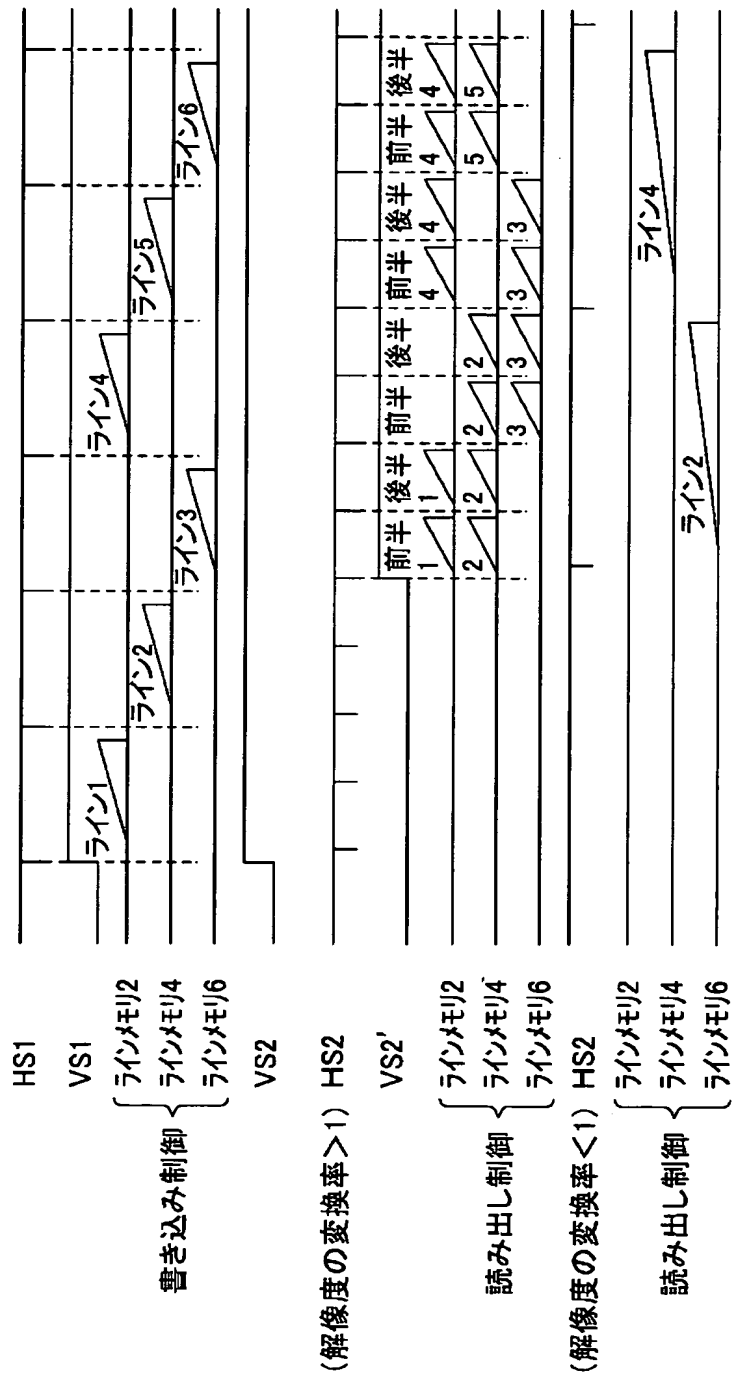 HS1
VS1
書き込み制御
ラインメモリ2
ラインメモリ4
ラインメモリ6
ライン1
ライン2
ライン3
ライン4
ライン5
ライン6
VS2
(解像度の変換率>1) HS2
VS2'
前半 後半 前半 後半 前半 後半 前半 後半
読み出し制御
ラインメモリ2
1 1 4 4 4 4
ラインメモリ4
2 2 2 2 5 5
ラインメモリ6
3 3 3 3
(解像度の変換率<1) HS2
読み出し制御
ラインメモリ2
ラインメモリ4
ライン4
ラインメモリ6
ライン2